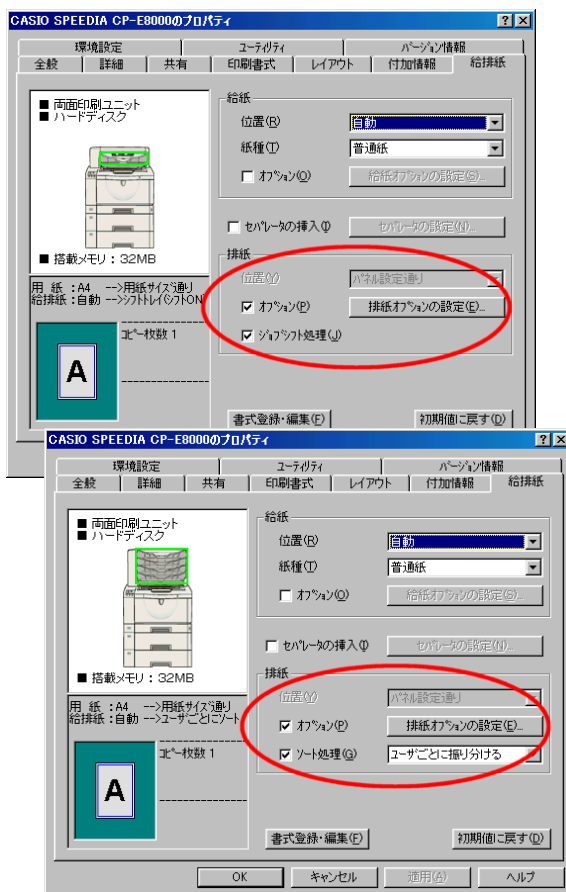 CASIO SPEEDIA CP-E8000のプロパティ
環境設定 ユーティリティ バージョン情報
全般 詳細 共有 印刷書式 レイアウト 付加情報 給排紙
■ 両面印刷ユニット
■ ハードディスク
■ 搭載メモリ：32MB
用 紙：A4 -->用紙サイズ通り
給排紙：自動 -->シフトトレイ(シフトON)
コピー枚数 1
A
給紙
位置(R) 自動
紙種(T) 普通紙
オプション(O) 給紙オプションの設定(S)...
セパレータの挿入(I) セパレータの設定(N)...
排紙
位置(Y) パネル設定通り
オプション(P) 排紙オプションの設定(E)...
ジョブシフト処理(J)
書式登録・編集(F) 初期値に戻す(D)
CASIO SPEEDIA CP-E8000のプロパティ
環境設定 ユーティリティ バージョン情報
全般 詳細 共有 印刷書式 レイアウト 付加情報 給排紙
■ 両面印刷ユニット
■ ハードディスク
■ 搭載メモリ：32MB
用 紙：A4 -->用紙サイズ通り
給排紙：自動 -->ユーザごとにソート
コピー枚数 1
A
給紙
位置(R) 自動
紙種(T) 普通紙
オプション(O) 給紙オプションの設定(S)...
セパレータの挿入(I) セパレータの設定(N)...
排紙
位置(Y) パネル設定通り
オプション(P) 排紙オプションの設定(E)...
ソート処理(G) ユーザごとに振り分ける
書式登録・編集(F) 初期値に戻す(D)
OK キャンセル 適用(A) ヘルプ